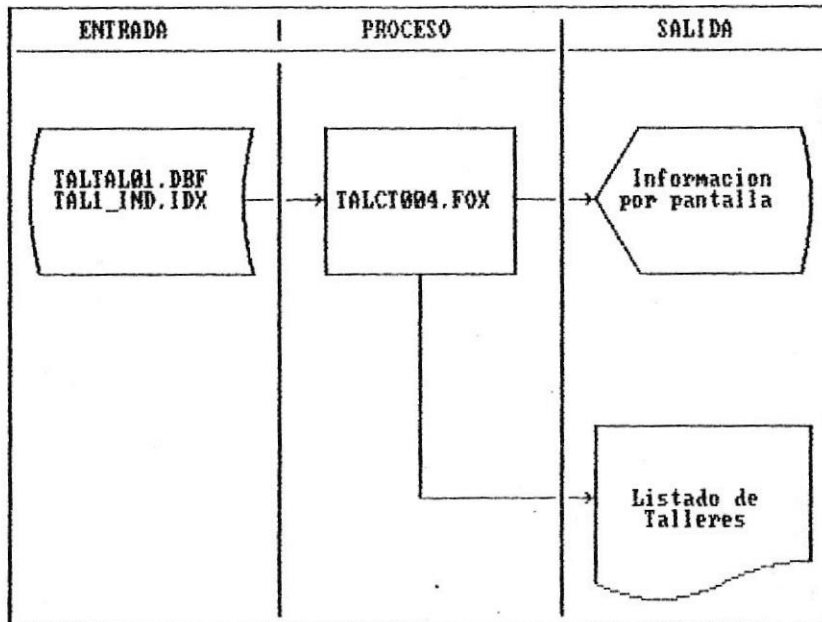 ENTRADA
PROCESO
SALIDA
TALTAL01.DBF
TAL1_IND.IDX
TALCT004.FOX
Informacion
por pantalla
Listado de
Talleres